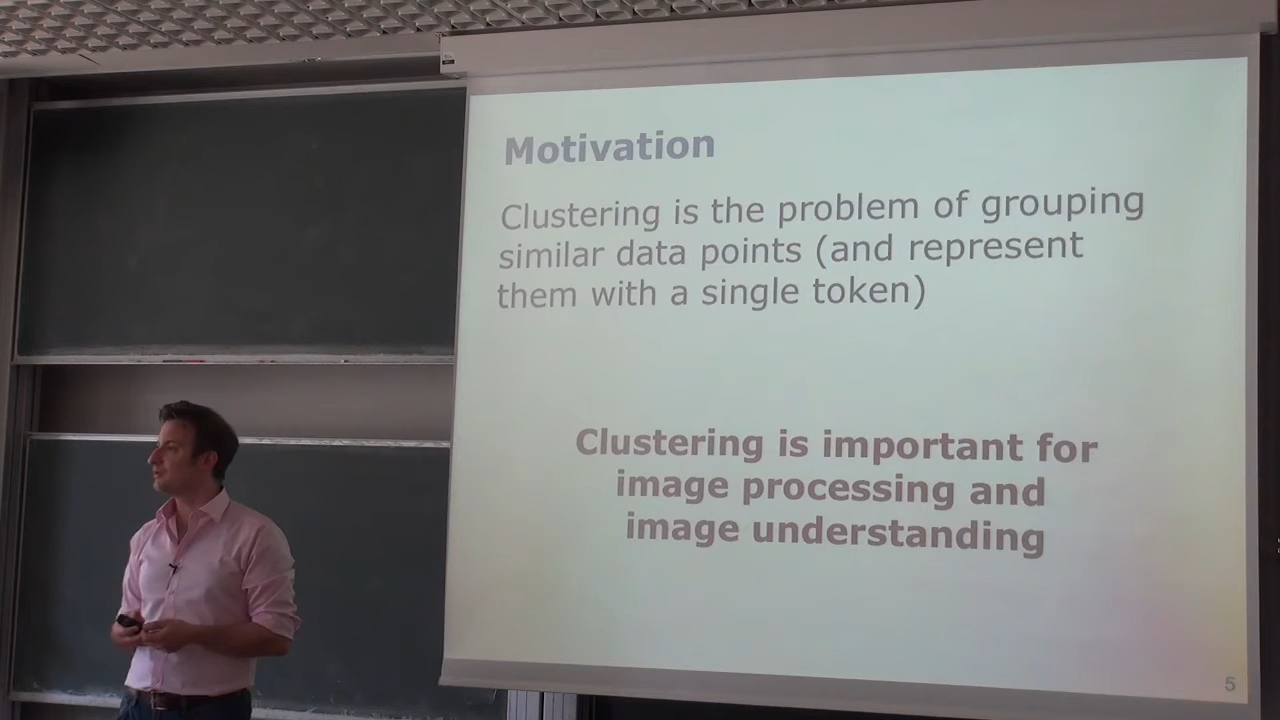 Motivation
Clustering is the problem of grouping
similar data points (and represent
them with a single token)
Clustering is important for
image processing and
image understanding
5